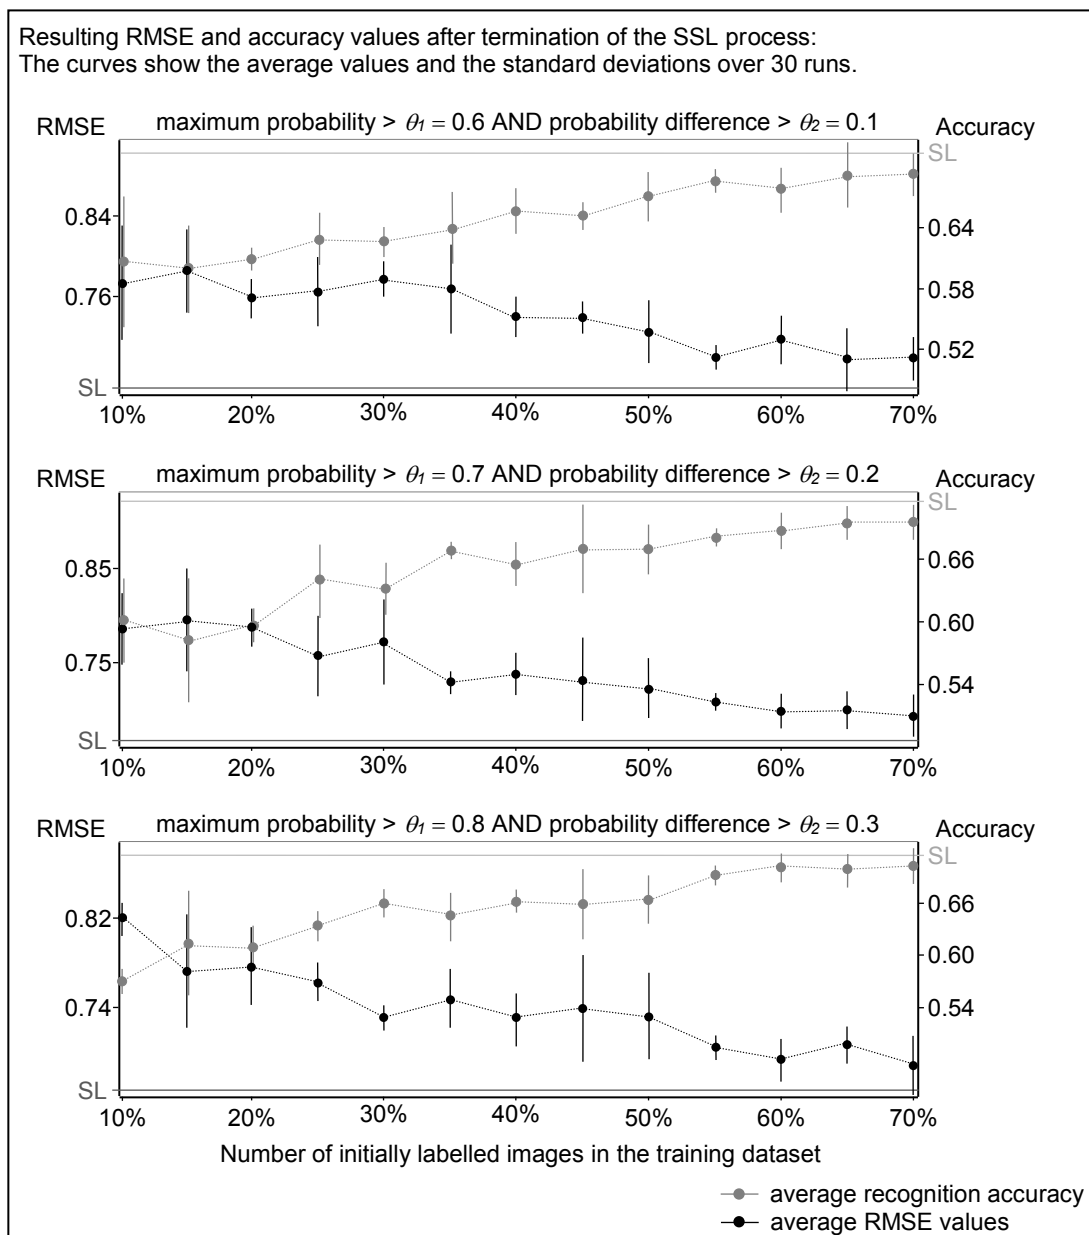 Resulting RMSE and accuracy values after termination of the SSL process:
The curves show the average values and the standard deviations over 30 runs.
RMSE maximum probability > θ1 = 0.6 AND probability difference > θ2 = 0.1 Accuracy
SL
0.84
0.64
0.76
0.58
0.52
SL
10% 20% 30% 40% 50% 60% 70%
RMSE maximum probability > θ1 = 0.7 AND probability difference > θ2 = 0.2 Accuracy
SL
0.85
0.66
0.60
0.75
0.54
SL
10% 20% 30% 40% 50% 60% 70%
RMSE maximum probability > θ1 = 0.8 AND probability difference > θ2 = 0.3 Accuracy
SL
0.82
0.66
0.60
0.74
0.54
SL
10% 20% 30% 40% 50% 60% 70%
Number of initially labelled images in the training dataset
average recognition accuracy
average RMSE values